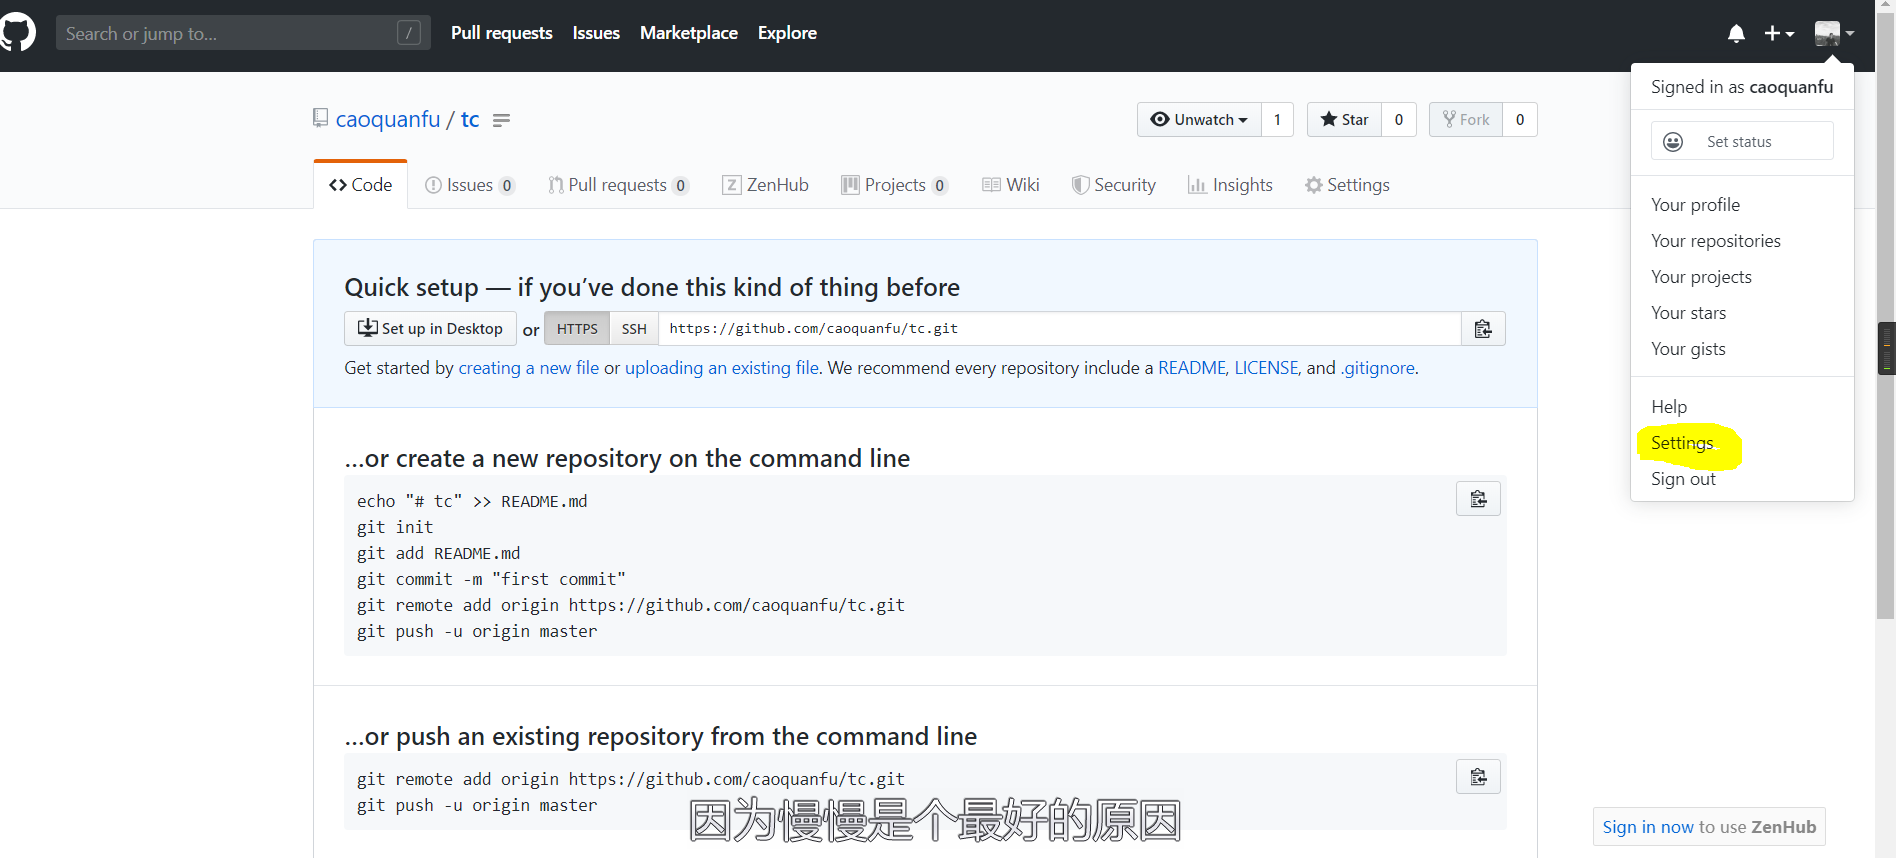 Search or jump to... /
Pull requests Issues Marketplace Explore
Signed in as caoquanfu
Set status
Your profile
Your repositories
Your projects
Your stars
Your gists
Help
Settings
Sign out
caoquanfu / tc
Unwatch 1 Star 0 Fork 0
Code Issues 0 Pull requests 0 ZenHub Projects 0 Wiki Security Insights Settings
Quick setup — if you’ve done this kind of thing before
Set up in Desktop or HTTPS SSH https://github.com/caoquanfu/tc.git
Get started by creating a new file or uploading an existing file. We recommend every repository include a README, LICENSE, and .gitignore.
…or create a new repository on the command line
echo "# tc" >> README.md
git init
git add README.md
git commit -m "first commit"
git remote add origin https://github.com/caoquanfu/tc.git
git push -u origin master
…or push an existing repository from the command line
git remote add origin https://github.com/caoquanfu/tc.git
git push -u origin master
因为慢慢是个最好的原因
Sign in now to use ZenHub